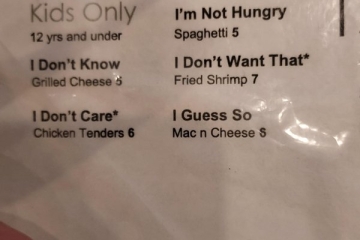 Kids Only
12 yrs and under
I'm Not Hungry
Spaghetti 5
I Don't Know
Grilled Cheese 5
I Don't Want That*
Fried Shrimp 7
I Don't Care*
Chicken Tenders 6
I Guess So
Mac n Cheese 8